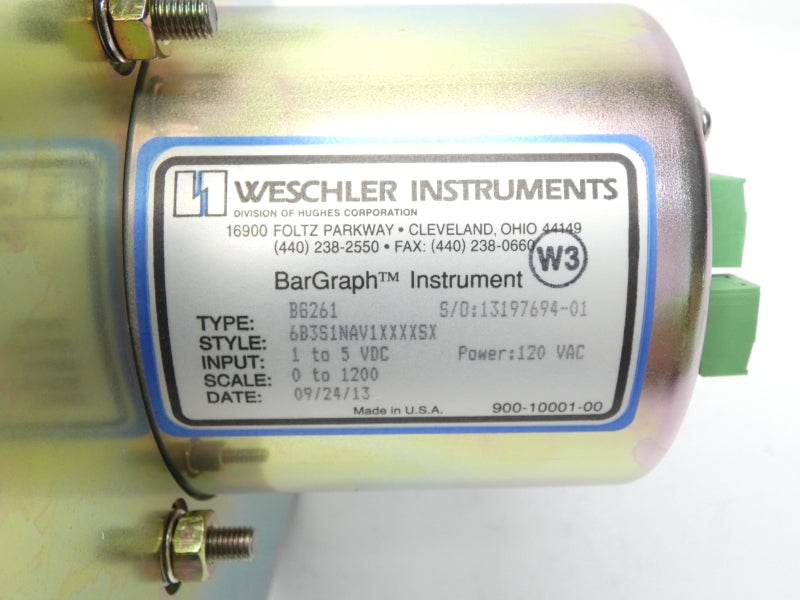 WESCHLER INSTRUMENTS
DIVISION OF HUGHES CORPORATION
16900 FOLTZ PARKWAY • CLEVELAND, OHIO 44149
(440) 238-2550 • FAX: (440) 238-0660
W3
BarGraph™ Instrument
TYPE: BG261 S/O:13197694-01
STYLE: 6B3S1NAV1XXXXSX
INPUT: 1 to 5 VDC Power:120 VAC
SCALE: 0 to 1200
DATE: 09/24/13
Made in U.S.A. 900-10001-00